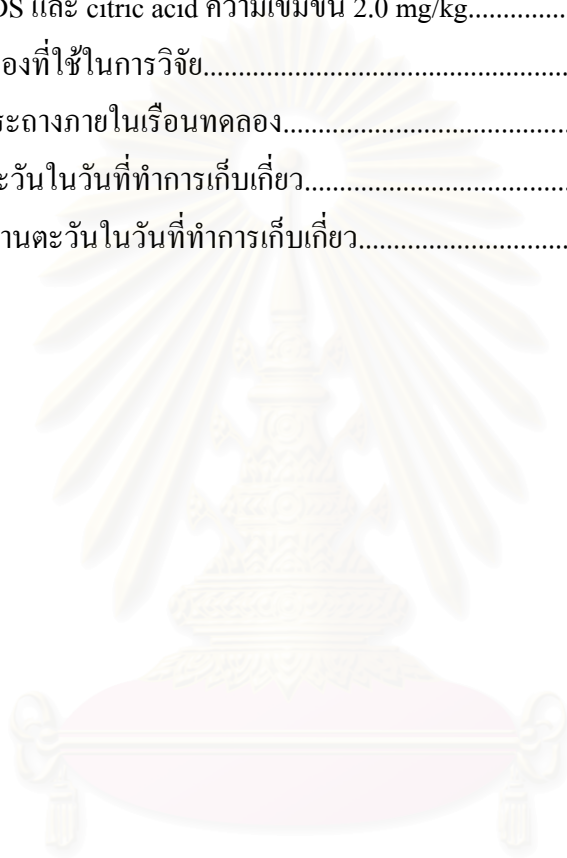 DS และ citric acid ความเข้มข้น 2.0 mg/kg...............
องที่ใช้ในการวิจัย.......................................................
ระถางภายในเรือนทดลอง...........................................
ะวันในวันที่ทำการเก็บเกี่ยว........................................
านตะวันในวันที่ทำการเก็บเกี่ยว................................